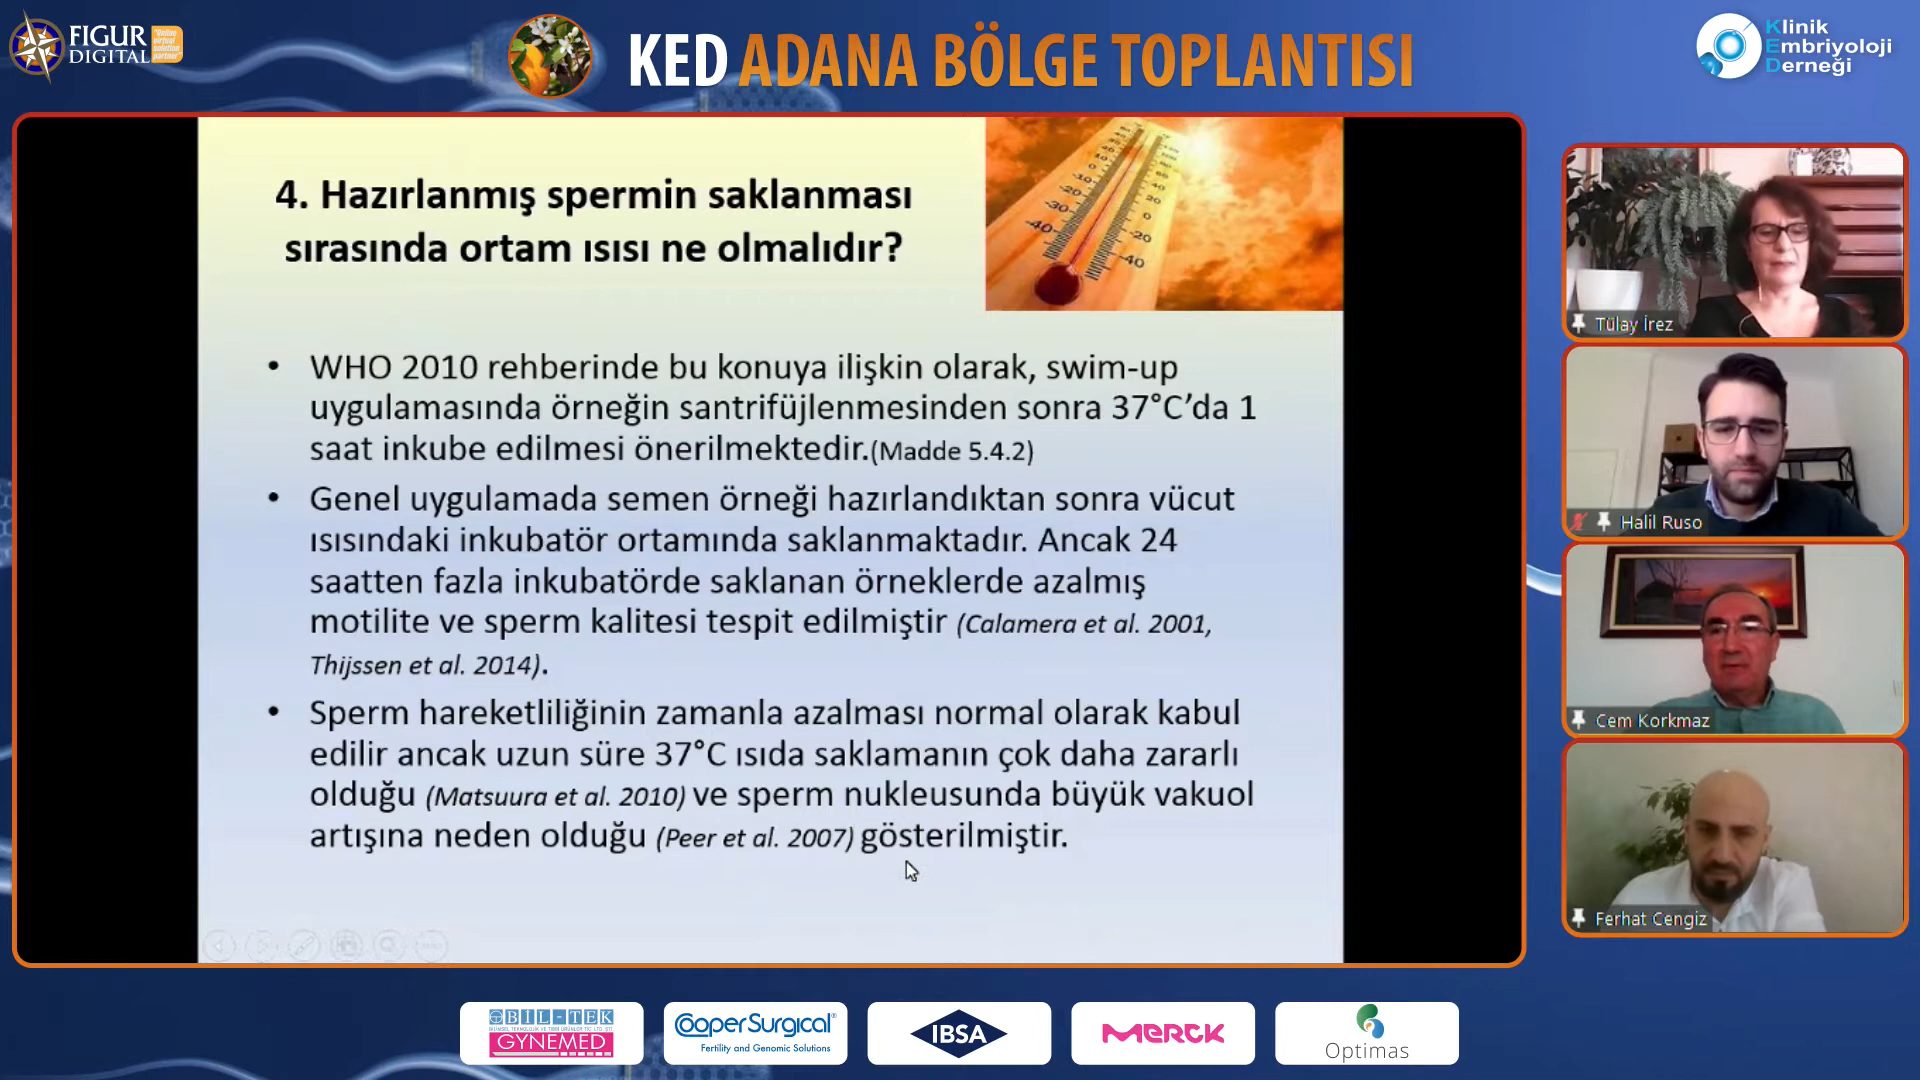 FIGUR
DIGITAL
KED ADANA BÖLGE TOPLANTISI
Klinik
Embriyoloji
Derneği
4. Hazırlanmış spermin saklanması
sırasında ortam ısısı ne olmalıdır?
• WHO 2010 rehberinde bu konuya ilişkin olarak, swim-up
uygulamasında örneğin santrifüjlenmesinden sonra 37°C’da 1
saat inkube edilmesi önerilmektedir.(Madde 5.4.2)
• Genel uygulamada semen örneği hazırlandıktan sonra vücut
ısısındaki inkubatör ortamında saklanmaktadır. Ancak 24
saatten fazla inkubatörde saklanan örneklerde azalmış
motilite ve sperm kalitesi tespit edilmiştir (Calamera et al. 2001,
Thijssen et al. 2014).
• Sperm hareketliliğinin zamanla azalması normal olarak kabul
edilir ancak uzun süre 37°C ısıda saklamanın çok daha zararlı
olduğu (Matsuura et al. 2010) ve sperm nukleusunda büyük vakuol
artışına neden olduğu (Peer et al. 2007) gösterilmiştir.
Tülay İrez
Halil Ruso
Cem Korkmaz
Ferhat Cengiz
BİL-TEK
GYNEMED
CooperSurgical®
Fertility and Genomic Solutions
IBSA
MERCK
Optimas